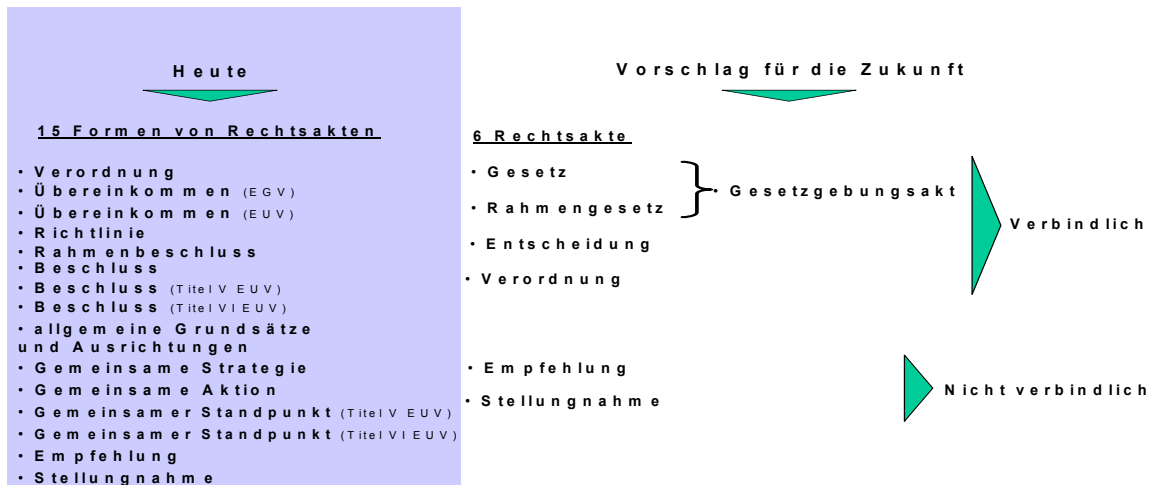 Heute
15 Formen von Rechtsakten
• Verordnung
• Übereinkommen (EGV)
• Übereinkommen (EUV)
• Richtlinie
• Rahmenbeschluss
• Beschluss
• Beschluss (Titel V EUV)
• Beschluss (Titel VI EUV)
• allgemeine Grundsätze
und Ausrichtungen
• Gemeinsame Strategie
• Gemeinsame Aktion
• Gemeinsamer Standpunkt (Titel V EUV)
• Gemeinsamer Standpunkt (Titel VI EUV)
• Empfehlung
• Stellungnahme
Vorschlag für die Zukunft
6 Rechtsakte
• Gesetz
• Rahmengesetz
• Gesetzgebungsakt
• Entscheidung
• Verordnung
Verbindlich
• Empfehlung
• Stellungnahme
Nicht verbindlich